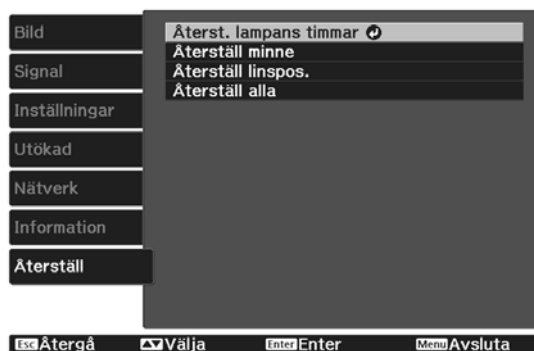 Bild
Signal
Inställningar
Utökad
Nätverk
Information
Återställ
Återst. lampans timmar
Återställ minne
Återställ linspos.
Återställ alla
Esc Återgå Välja Enter Enter Menu Avsluta